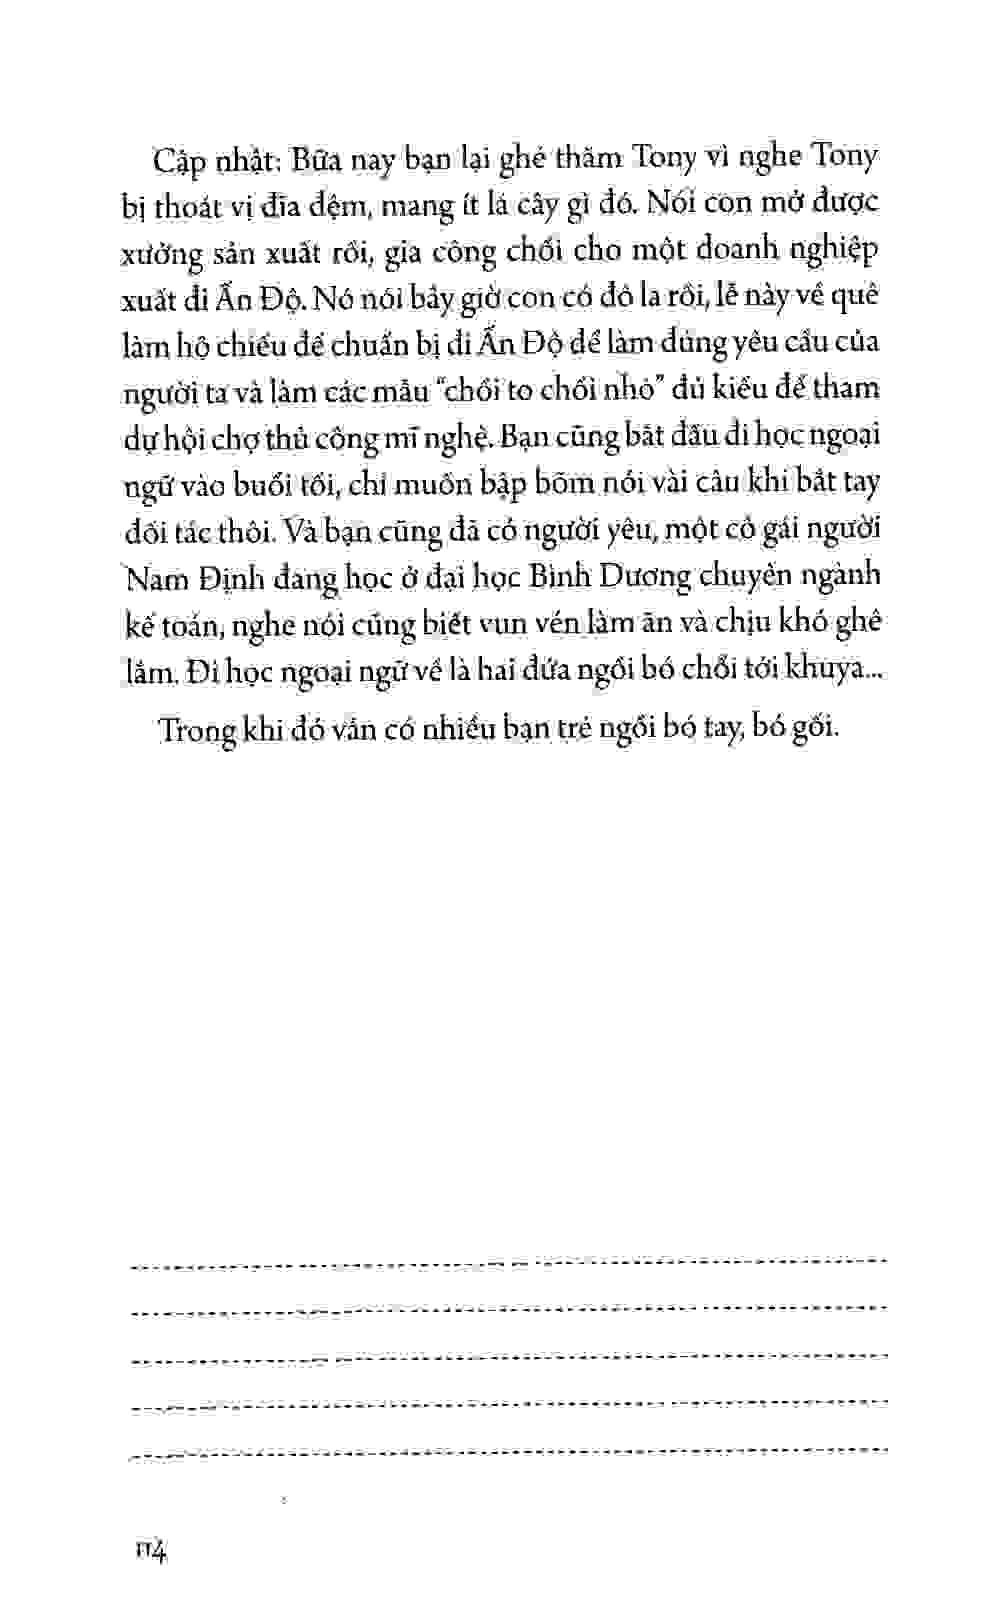 Cập nhật: Bữa nay bạn lại ghé thăm Tony vì nghe Tony
bị thoát vị đĩa đệm, mang ít lá cây gì đó. Nói con mở được
xưởng sản xuất rồi, gia công chổi cho một doanh nghiệp
xuất đi Ấn Độ. Nó nói bây giờ con có đô la rồi, lễ này về quê
làm hộ chiếu để chuẩn bị đi Ấn Độ để làm đúng yêu cầu của
người ta và làm các mẫu “chổi to chổi nhỏ” đủ kiểu để tham
dự hội chợ thủ công mĩ nghệ. Bạn cũng bắt đầu đi học ngoại
ngữ vào buổi tối, chỉ muốn bập bõm nói vài câu khi bắt tay
đối tác thôi. Và bạn cũng đã có người yêu, một cô gái người
Nam Định đang học ở đại học Bình Dương chuyên ngành
kế toán, nghe nói cũng biết vun vén làm ăn và chịu khó ghê
lắm. Đi học ngoại ngữ về là hai đứa ngồi bó chổi tới khuya...
Trong khi đó vẫn có nhiều bạn trẻ ngồi bó tay, bó gối.
114